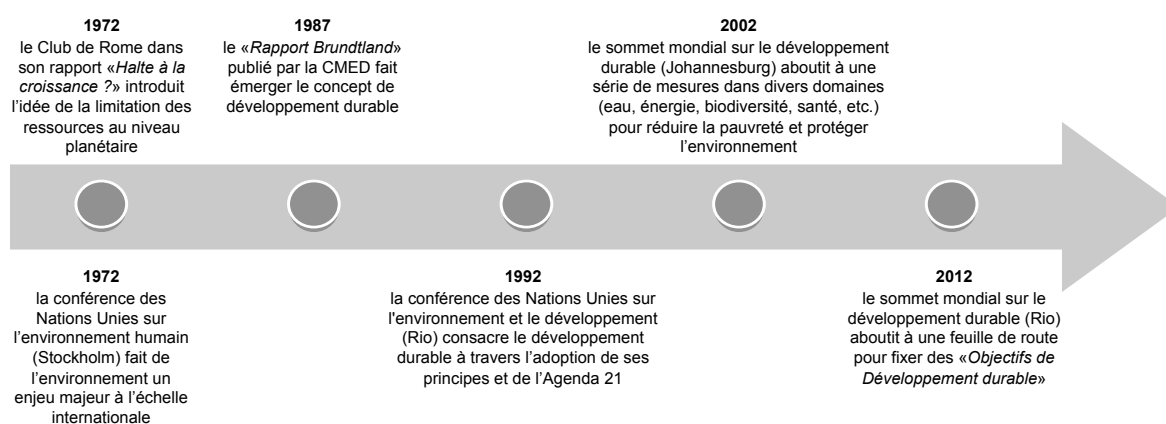 1972
le Club de Rome dans
son rapport «Halte à la
croissance ?» introduit
l’idée de la limitation des
ressources au niveau
planétaire
1987
le «Rapport Brundtland»
publié par la CMED fait
émerger le concept de
développement durable
2002
le sommet mondial sur le développement
durable (Johannesburg) aboutit à une
série de mesures dans divers domaines
(eau, énergie, biodiversité, santé, etc.)
pour réduire la pauvreté et protéger
l’environnement
1972
la conférence des
Nations Unies sur
l’environnement humain
(Stockholm) fait de
l’environnement un
enjeu majeur à l’échelle
internationale
1992
la conférence des Nations Unies sur
l'environnement et le développement
(Rio) consacre le développement
durable à travers l’adoption de ses
principes et de l’Agenda 21
2012
le sommet mondial sur le
développement durable (Rio)
aboutit à une feuille de route
pour fixer des «Objectifs de
Développement durable»